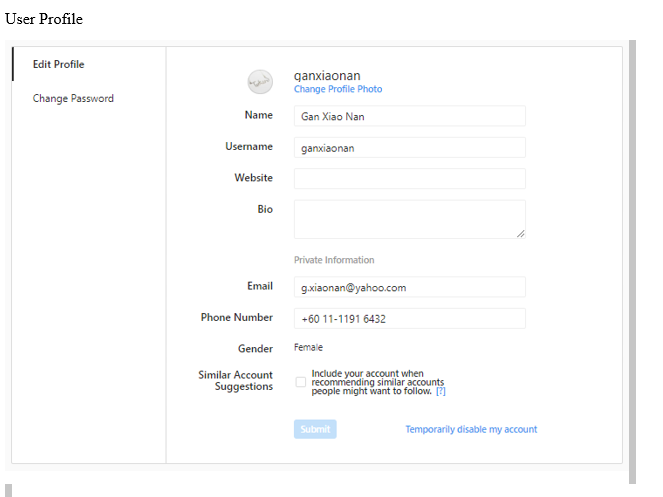 User Profile
Edit Profile
Change Password
ganxiaonan
Change Profile Photo
Name
Gan Xiao Nan
Username
ganxiaonan
Website
Bio
Private Information
Email
g.xiaonan@yahoo.com
Phone Number
+60 11-1191 6432
Gender
Female
Similar Account
Suggestions
Include your account when
recommending similar accounts
people might want to follow. [?]
Submit
Temporarily disable my account